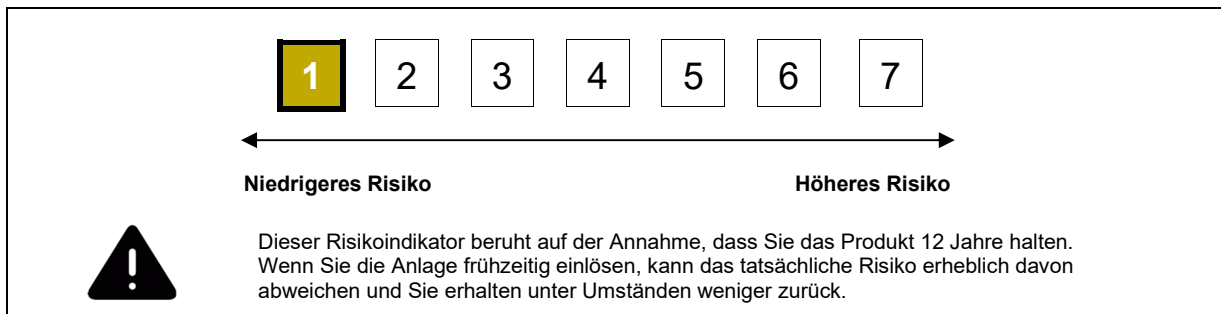 1 2 3 4 5 6 7
Niedrigeres Risiko Höheres Risiko
Dieser Risikoindikator beruht auf der Annahme, dass Sie das Produkt 12 Jahre halten.
Wenn Sie die Anlage frühzeitig einlösen, kann das tatsächliche Risiko erheblich davon
abweichen und Sie erhalten unter Umständen weniger zurück.